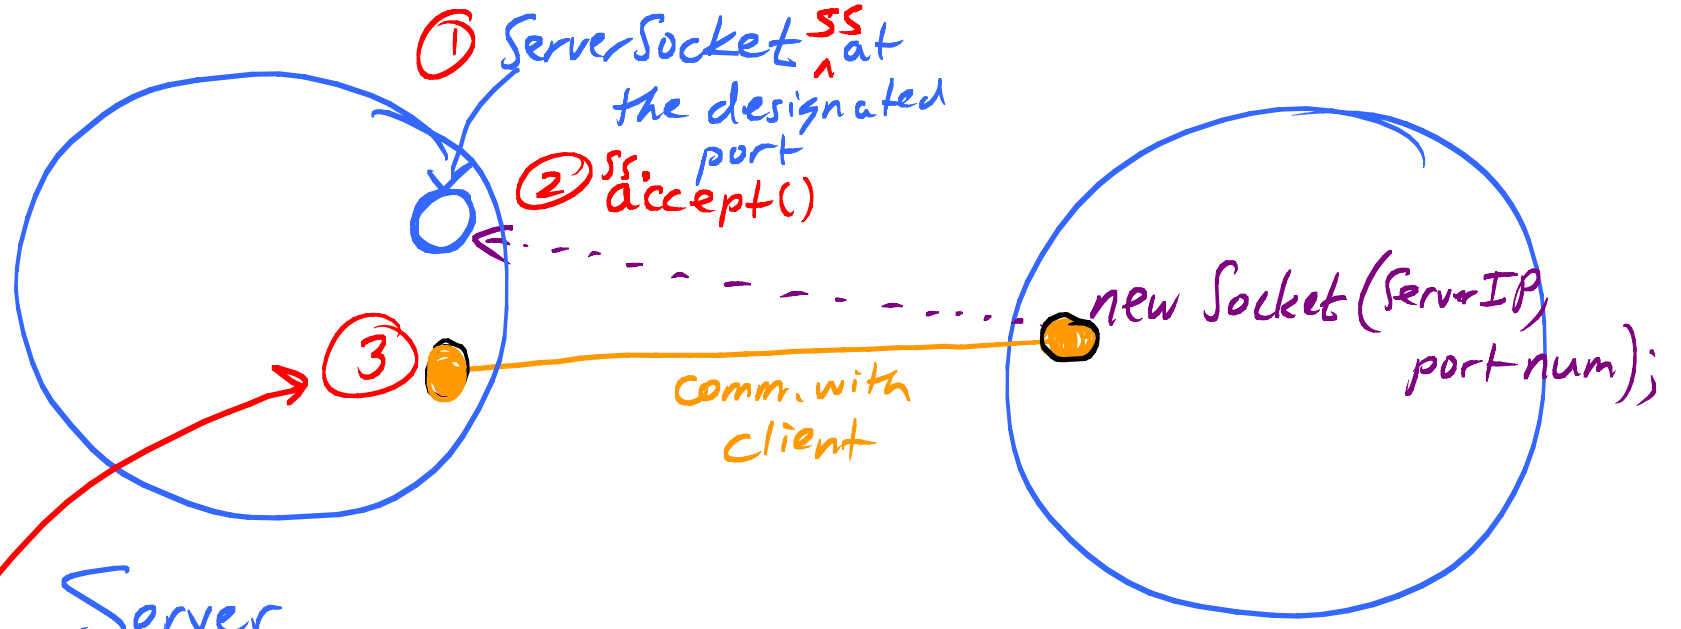 1 ServerSocket ss at
the designated
port
2 ss.accept()
new Socket(ServerIP,
portnum);
3
comm. with
client
Server